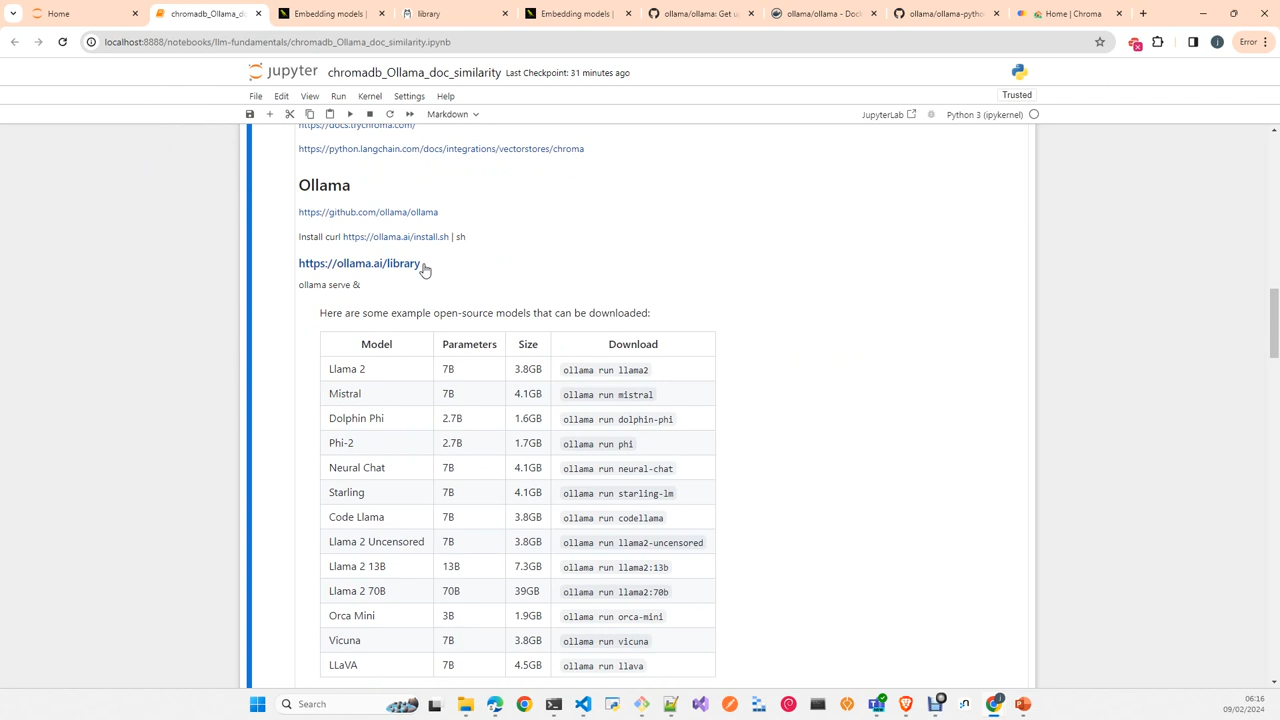 Home
chromadb_Ollama_doc_similarity
Embedding models |
library
Embedding models |
ollama/ollama: Get up
ollama/ollama - Dock
ollama/ollama-python
Home | Chroma
localhost:8888/notebooks/llm-fundamentals/chromadb_Ollama_doc_similarity.ipynb
Error
jupyter chromadb_Ollama_doc_similarity Last Checkpoint: 31 minutes ago
File Edit View Run Kernel Settings Help
Trusted
Markdown
JupyterLab
Python 3 (ipykernel)
https://docs.trychroma.com/
https://python.langchain.com/docs/integrations/vectorstores/chroma
Ollama
https://github.com/ollama/ollama
Install curl https://ollama.ai/install.sh | sh
https://ollama.ai/library
ollama serve &
Here are some example open-source models that can be downloaded:
Model Parameters Size Download
Llama 2 7B 3.8GB ollama run llama2
Mistral 7B 4.1GB ollama run mistral
Dolphin Phi 2.7B 1.6GB ollama run dolphin-phi
Phi-2 2.7B 1.7GB ollama run phi
Neural Chat 7B 4.1GB ollama run neural-chat
Starling 7B 4.1GB ollama run starling-lm
Code Llama 7B 3.8GB ollama run codellama
Llama 2 Uncensored 7B 3.8GB ollama run llama2-uncensored
Llama 2 13B 13B 7.3GB ollama run llama2:13b
Llama 2 70B 70B 39GB ollama run llama2:70b
Orca Mini 3B 1.9GB ollama run orca-mini
Vicuna 7B 3.8GB ollama run vicuna
LLaVA 7B 4.5GB ollama run llava
Search
06:16
09/02/2024